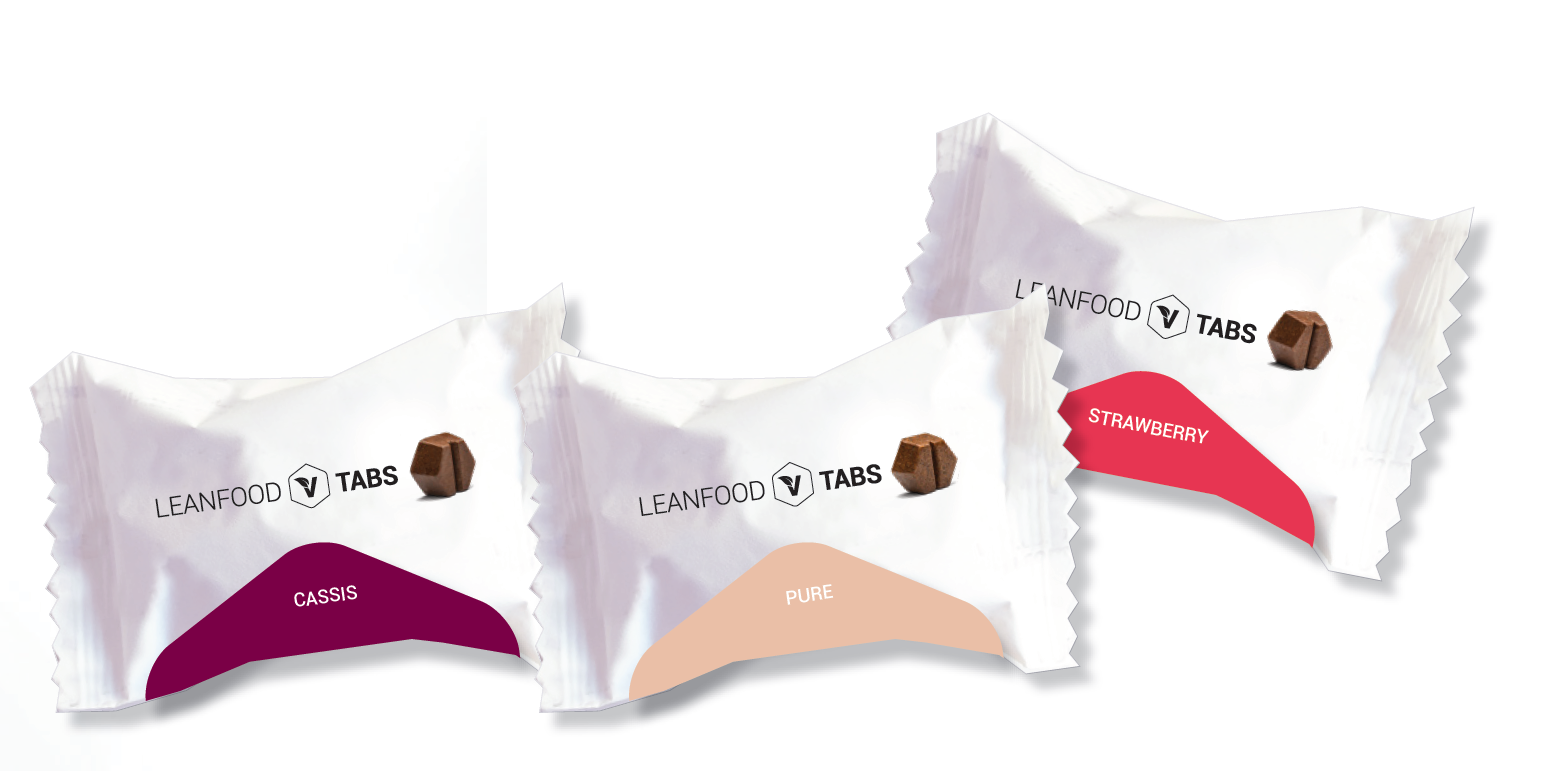 LEANFOOD V TABS
STRAWBERRY
LEANFOOD V TABS
CASSIS
LEANFOOD V TABS
PURE